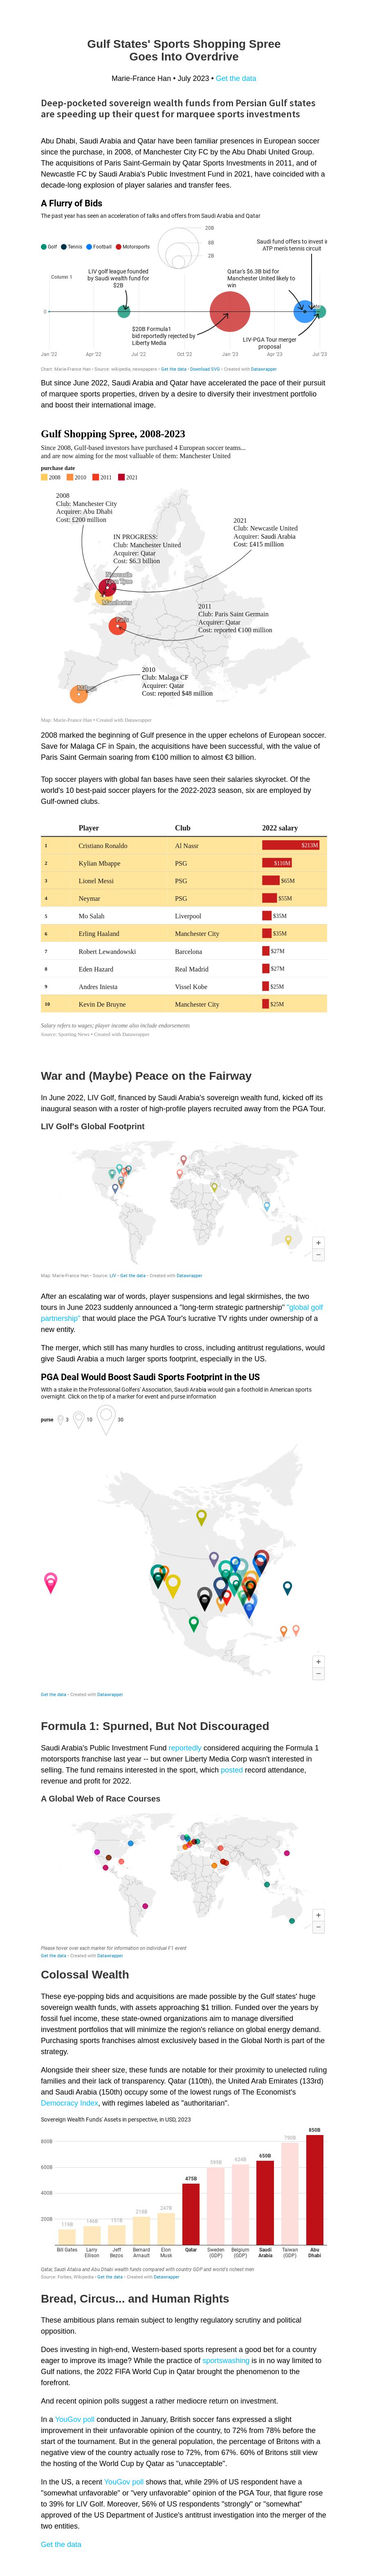 Gulf States' Sports Shopping Spree
Goes Into Overdrive
Marie-France Han • July 2023 • Get the data
Deep-pocketed sovereign wealth funds from Persian Gulf states
are speeding up their quest for marquee sports investments
Abu Dhabi, Saudi Arabia and Qatar have been familiar presences in European soccer
since the purchase, in 2008, of Manchester City FC by the Abu Dhabi United Group.
The acquisitions of Paris Saint-Germain by Qatar Sports Investments in 2011, and of
Newcastle FC by Saudi Arabia's Public Investment Fund in 2021, have coincided with a
decade-long explosion of player salaries and transfer fees.
A Flurry of Bids
The past year has seen an acceleration of talks and offers from Saudi Arabia and Qatar
Golf Tennis Football Motorsports
20B
8B
2B
Saudi fund offers to invest i
ATP men's tennis circuit
Column 1
LIV golf league founded
by Saudi wealth fund for
$2B
Qatar's $6.3B bid for
Manchester United likely to
win
0
$20B Formula1
bid reportedly rejected by
Liberty Media
LIV-PGA Tour merger
proposal
Jan '22 Apr '22 Jul '22 Oct '22 Jan '23 Apr '23 Jul '23
Chart: Marie-France Han • Source: wikipedia, newspapers • Get the data • Download SVG • Created with Datawrapper
But since June 2022, Saudi Arabia and Qatar have accelerated the pace of their pursuit
of marquee sports properties, driven by a desire to diversify their investment portfolio
and boost their international image.
Gulf Shopping Spree, 2008-2023
Since 2008, Gulf-based investors have purchased 4 European soccer teams...
and are now aiming for the most valluable of them: Manchester United
purchase date
2008 2010 2011 2021
2008
Club: Manchester City
Acquirer: Abu Dhabi
Cost: £200 million
2021
Club: Newcastle United
Acquirer: Saudi Arabia
Cost: £415 million
IN PROGRESS:
Club: Manchester United
Acquirer: Qatar
Cost: $6.3 billion
Newcastle
upon Tyne
Manchester
2011
Club: Paris Saint Germain
Acquirer: Qatar
Cost: reported €100 million
Paris
2010
Club: Malaga CF
Acquirer: Qatar
Cost: reported $48 million
Malaga
Map: Marie-France Han • Created with Datawrapper
2008 marked the beginning of Gulf presence in the upper echelons of European soccer.
Save for Malaga CF in Spain, the acquisitions have been successful, with the value of
Paris Saint Germain soaring from €100 million to almost €3 billion.
Top soccer players with global fan bases have seen their salaries skyrocket. Of the
world's 10 best-paid soccer players for the 2022-2023 season, six are employed by
Gulf-owned clubs.
Player Club 2022 salary
1 Cristiano Ronaldo Al Nassr $213M
2 Kylian Mbappe PSG $110M
3 Lionel Messi PSG $65M
4 Neymar PSG $55M
5 Mo Salah Liverpool $35M
6 Erling Haaland Manchester City $35M
7 Robert Lewandowski Barcelona $27M
8 Eden Hazard Real Madrid $27M
9 Andres Iniesta Vissel Kobe $25M
10 Kevin De Bruyne Manchester City $25M
Salary refers to wages; player income also include endorsements
Source: Sporting News • Created with Datawrapper
War and (Maybe) Peace on the Fairway
In June 2022, LIV Golf, financed by Saudi Arabia's sovereign wealth fund, kicked off its
inaugural season with a roster of high-profile players recruited away from the PGA Tour.
LIV Golf's Global Footprint
+
−
Map: Marie-France Han • Source: LIV • Get the data • Created with Datawrapper
After an escalating war of words, player suspensions and legal skirmishes, the two
tours in June 2023 suddenly announced a "long-term strategic partnership" "global golf
partnership" that would place the PGA Tour's lucrative TV rights under ownership of a
new entity.
The merger, which still has many hurdles to cross, including antitrust regulations, would
give Saudi Arabia a much larger sports footprint, especially in the US.
PGA Deal Would Boost Saudi Sports Footprint in the US
With a stake in the Professional Golfers' Association, Saudi Arabia would gain a foothold in American sports
overnight. Click on the tip of a marker for event and purse information
purse 3 10 30
+
−
Get the data • Created with Datawrapper
Formula 1: Spurned, But Not Discouraged
Saudi Arabia's Public Investment Fund reportedly considered acquiring the Formula 1
motorsports franchise last year -- but owner Liberty Media Corp wasn't interested in
selling. The fund remains interested in the sport, which posted record attendance,
revenue and profit for 2022.
A Global Web of Race Courses
+
−
Please hover over each marker for information on individual F1 event
Get the data • Created with Datawrapper
Colossal Wealth
These eye-popping bids and acquisitions are made possible by the Gulf states' huge
sovereign wealth funds, with assets approaching $1 trillion. Funded over the years by
fossil fuel income, these state-owned organizations aim to manage diversified
investment portfolios that will minimize the region's reliance on global energy demand.
Purchasing sports franchises almost exclusively based in the Global North is part of the
strategy.
Alongside their sheer size, these funds are notable for their proximity to unelected ruling
families and their lack of transparency. Qatar (110th), the United Arab Emirates (133rd)
and Saudi Arabia (150th) occupy some of the lowest rungs of The Economist's
Democracy Index, with regimes labeled as "authoritarian".
Sovereign Wealth Funds' Assets in perspective, in USD, 2023
850B
800B
790B
650B
624B
600B
475B
400B
247B
218B
200B
151B
146B
119B
Bill Gates Larry Ellison Jeff Bezos Bernard Arnault Elon Musk Qatar Sweden (GDP) Belgium (GDP) Saudi Arabia Taiwan (GDP) Abu Dhabi
Qatar, Saudi Atalica and Abu Dhabi wealth funds compared with country GDP and world's richest men
Source: Forbes, Wikipedia • Get the data • Created with Datawrapper
Bread, Circus... and Human Rights
These ambitious plans remain subject to lengthy regulatory scrutiny and political
opposition.
Does investing in high-end, Western-based sports represent a good bet for a country
eager to improve its image? While the practice of sportswashing is in no way limited to
Gulf nations, the 2022 FIFA World Cup in Qatar brought the phenomenon to the
forefront.
And recent opinion polls suggest a rather mediocre return on investment.
In a YouGov poll conducted in January, British soccer fans expressed a slight
improvement in their unfavorable opinion of the country, to 72% from 78% before the
start of the tournament. But in the general population, the percentage of Britons with a
negative view of the country actually rose to 72%, from 67%. 60% of Britons still view
the hosting of the World Cup by Qatar as "unacceptable".
In the US, a recent YouGov poll shows that, while 29% of US respondent have a
"somewhat unfavorable" or "very unfavorable" opinion of the PGA Tour, that figure rose
to 39% for LIV Golf. Moreover, 56% of US respondents "strongly" or "somewhat"
approved of the US Department of Justice's antitrust investigation into the merger of the
two entities.
Get the data